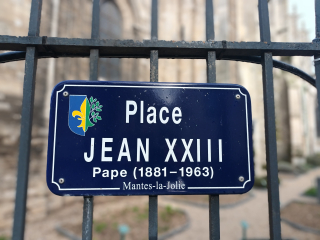 Place
JEAN XXIII
Pape (1881–1963)
Mantes-la-Jolie